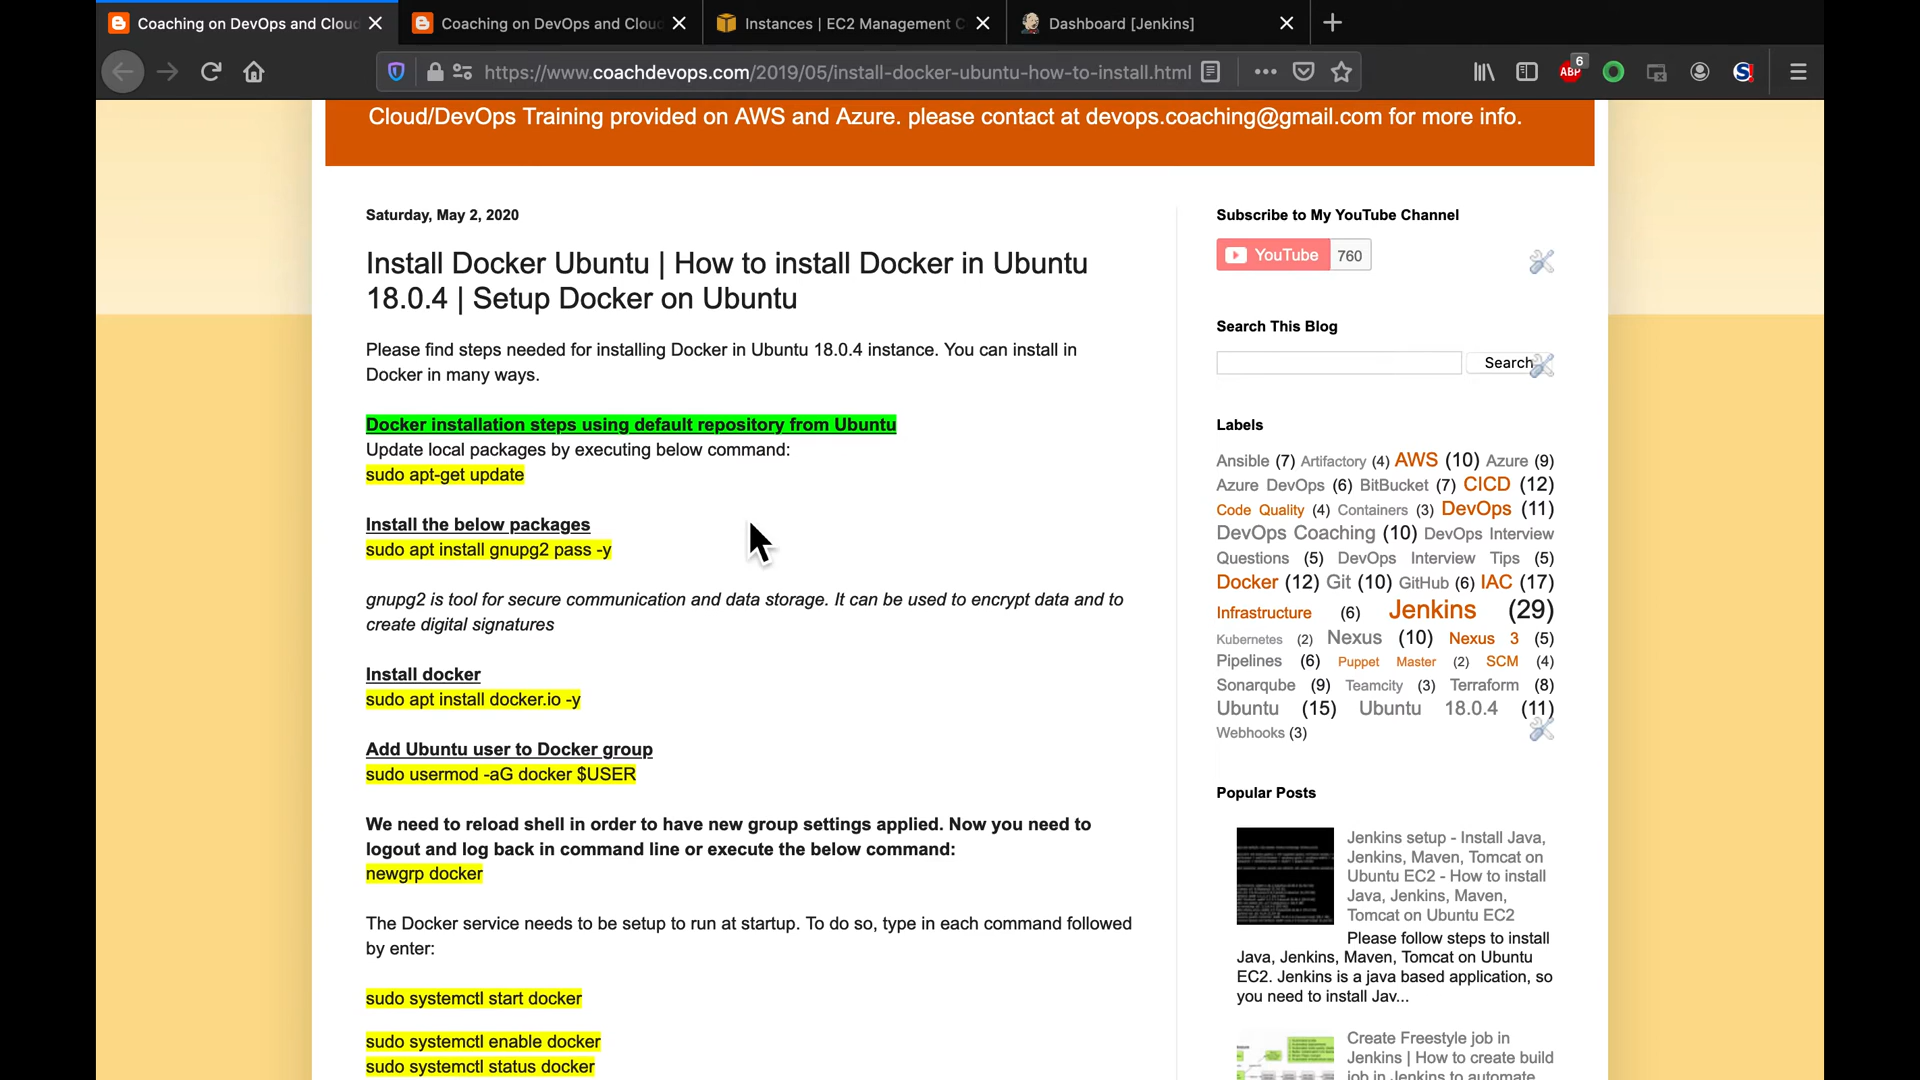 Coaching on DevOps and Cloud
Coaching on DevOps and Cloud
Instances | EC2 Management C
Dashboard [Jenkins]
https://www.coachdevops.com/2019/05/install-docker-ubuntu-how-to-install.html
ABP
6
S
Cloud/DevOps Training provided on AWS and Azure. please contact at devops.coaching@gmail.com for more info.
Saturday, May 2, 2020
Install Docker Ubuntu | How to install Docker in Ubuntu
18.0.4 | Setup Docker on Ubuntu
Please find steps needed for installing Docker in Ubuntu 18.0.4 instance. You can install in
Docker in many ways.
Docker installation steps using default repository from Ubuntu
Update local packages by executing below command:
sudo apt-get update
Install the below packages
sudo apt install gnupg2 pass -y
gnupg2 is tool for secure communication and data storage. It can be used to encrypt data and to
create digital signatures
Install docker
sudo apt install docker.io -y
Add Ubuntu user to Docker group
sudo usermod -aG docker $USER
We need to reload shell in order to have new group settings applied. Now you need to
logout and log back in command line or execute the below command:
newgrp docker
The Docker service needs to be setup to run at startup. To do so, type in each command followed
by enter:
sudo systemctl start docker
sudo systemctl enable docker
sudo systemctl status docker
Subscribe to My YouTube Channel
YouTube 760
Search This Blog
Search
Labels
Ansible (7) Artifactory (4) AWS (10) Azure (9)
Azure DevOps (6) BitBucket (7) CICD (12)
Code Quality (4) Containers (3) DevOps (11)
DevOps Coaching (10) DevOps Interview
Questions (5) DevOps Interview Tips (5)
Docker (12) Git (10) GitHub (6) IAC (17)
Infrastructure (6) Jenkins (29)
Kubernetes (2) Nexus (10) Nexus 3 (5)
Pipelines (6) Puppet Master (2) SCM (4)
Sonarqube (9) Teamcity (3) Terraform (8)
Ubuntu (15) Ubuntu 18.0.4 (11)
Webhooks (3)
Popular Posts
Jenkins setup - Install Java,
Jenkins, Maven, Tomcat on
Ubuntu EC2 - How to install
Java, Jenkins, Maven,
Tomcat on Ubuntu EC2
Please follow steps to install
Java, Jenkins, Maven, Tomcat on Ubuntu
EC2. Jenkins is a java based application, so
you need to install Jav...
Create Freestyle job in
Jenkins | How to create build
job in Jenkins to automate